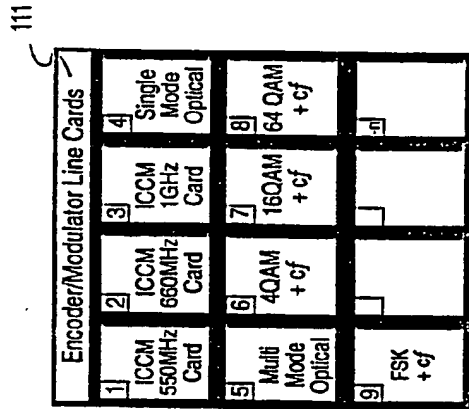 111
Encoder/Modulator Line Cards
1
ICCM
550MHz
Card
2
ICCM
660MHz
Card
3
ICCM
1GHz
Card
4
Single
Mode
Optical
5
Multi
Mode
Optical
6
4QAM
+ cf
7
16QAM
+ cf
8
64 QAM
+ cf
9
FSK
+ cf